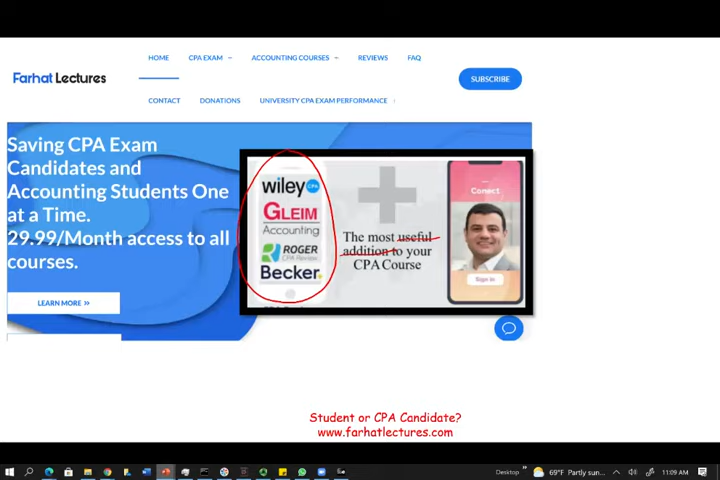 HOME CPA EXAM ACCOUNTING COURSES REVIEWS FAQ
Farhat Lectures
SUBSCRIBE
CONTACT DONATIONS UNIVERSITY CPA EXAM PERFORMANCE
Saving CPA Exam
Candidates and
Accounting Students One
at a Time.
29.99/Month access to all
courses.
LEARN MORE »
wiley CPA
GLEIM
Accounting
ROGER
CPA Review
Becker.
The most useful
addition to your
CPA Course
Connect
Sign in
Student or CPA Candidate?
www.farhatlectures.com
Desktop » 69°F Partly sun... 11:09 AM